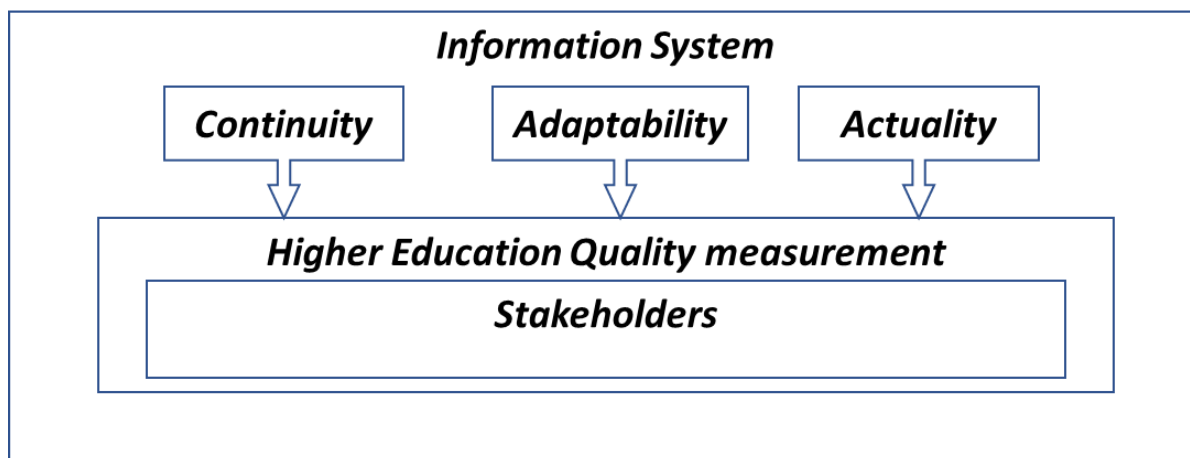 Information System
Continuity Adaptability Actuality
Higher Education Quality measurement
Stakeholders